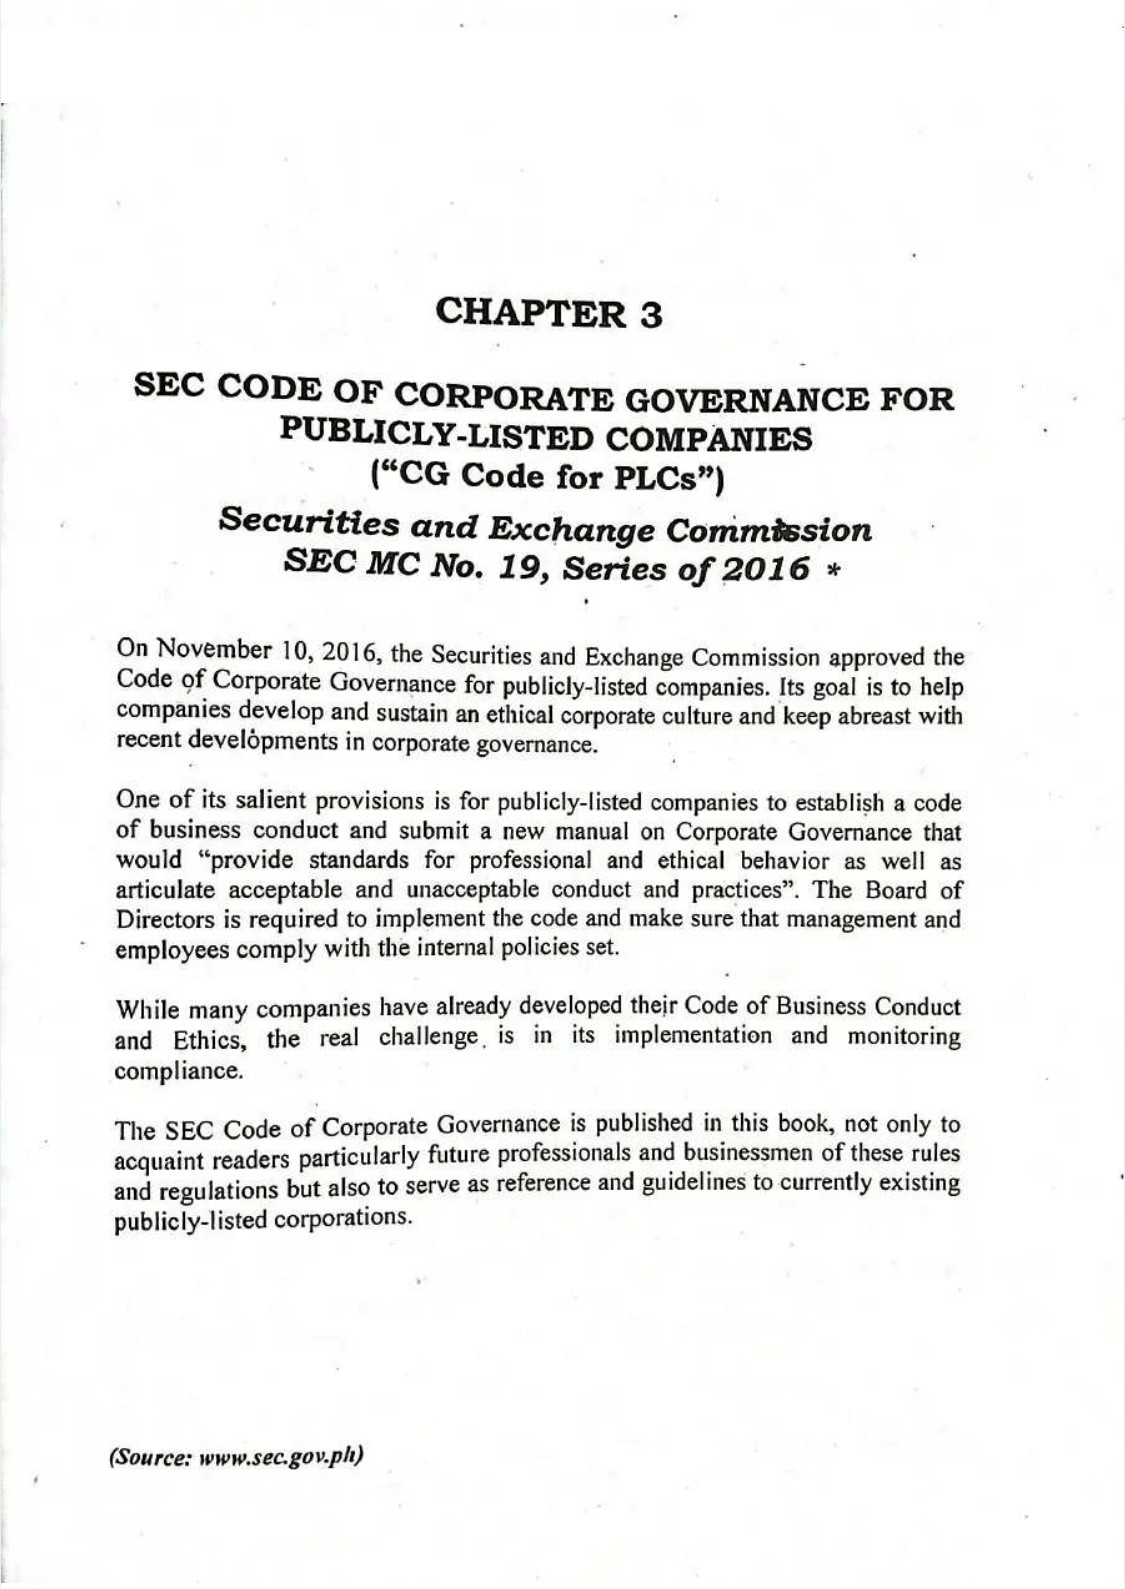 CHAPTER 3
SEC CODE OF CORPORATE GOVERNANCE FOR
PUBLICLY-LISTED COMPANIES
(“CG Code for PLCs”)
Securities and Exchange Commission
SEC MC No. 19, Series of 2016 *
On November 10, 2016, the Securities and Exchange Commission approved the
Code of Corporate Governance for publicly-listed companies. Its goal is to help
companies develop and sustain an ethical corporate culture and keep abreast with
recent developments in corporate governance.
One of its salient provisions is for publicly-listed companies to establish a code
of business conduct and submit a new manual on Corporate Governance that
would “provide standards for professional and ethical behavior as well as
articulate acceptable and unacceptable conduct and practices”. The Board of
Directors is required to implement the code and make sure that management and
employees comply with the internal policies set.
While many companies have already developed their Code of Business Conduct
and Ethics, the real challenge is in its implementation and monitoring
compliance.
The SEC Code of Corporate Governance is published in this book, not only to
acquaint readers particularly future professionals and businessmen of these rules
and regulations but also to serve as reference and guidelines to currently existing
publicly-listed corporations.
(Source: www.sec.gov.ph)